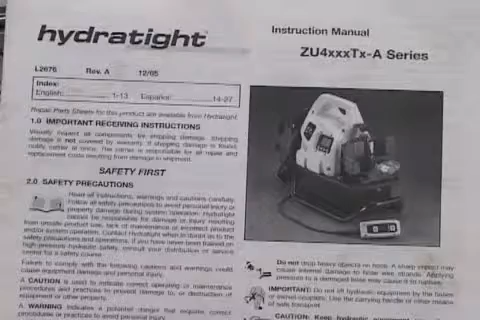 hydratight
Instruction Manual
ZU4xxxTx-A Series
L2676 Rev. A 12/05
Index:
English: 1-13 Español: 14-27
Repair Parts Sheets for this product are available from Hydratight.
1.0 IMPORTANT RECEIVING INSTRUCTIONS
Visually inspect all components for shipping damage. Shipping
damage is not covered by warranty. If shipping damage is found,
notify carrier at once. The carrier is responsible for all repair and
replacement costs resulting from damage in shipment.
SAFETY FIRST
2.0 SAFETY PRECAUTIONS
Read all instructions, warnings and cautions carefully.
Follow all safety precautions to avoid personal injury or
property damage during system operation. Hydratight
cannot be responsible for damage or injury resulting
from unsafe product use, lack of maintenance or incorrect product
and/or system operation. Contact Hydratight when in doubt as to the
safety precautions and operations. If you have never been trained on
high-pressure hydraulic safety, consult your distribution or service
center for a safety course.
Failure to comply with the following cautions and warnings could
cause equipment damage and personal injury.
A CAUTION is used to indicate correct operating or maintenance
procedures and practices to prevent damage to, or destruction of
equipment or other property.
A WARNING indicates a potential danger that requires correct
procedures or practices to avoid personal injury.
Do not drop heavy objects on hose. A sharp impact may
cause internal damage to hose wire strands. Applying
pressure to a damaged hose may cause it to rupture.
IMPORTANT: Do not lift hydraulic equipment by the hoses
or swivel couplers. Use the carrying handle or other means
of safe transport.
CAUTION: Keep hydraulic equipment